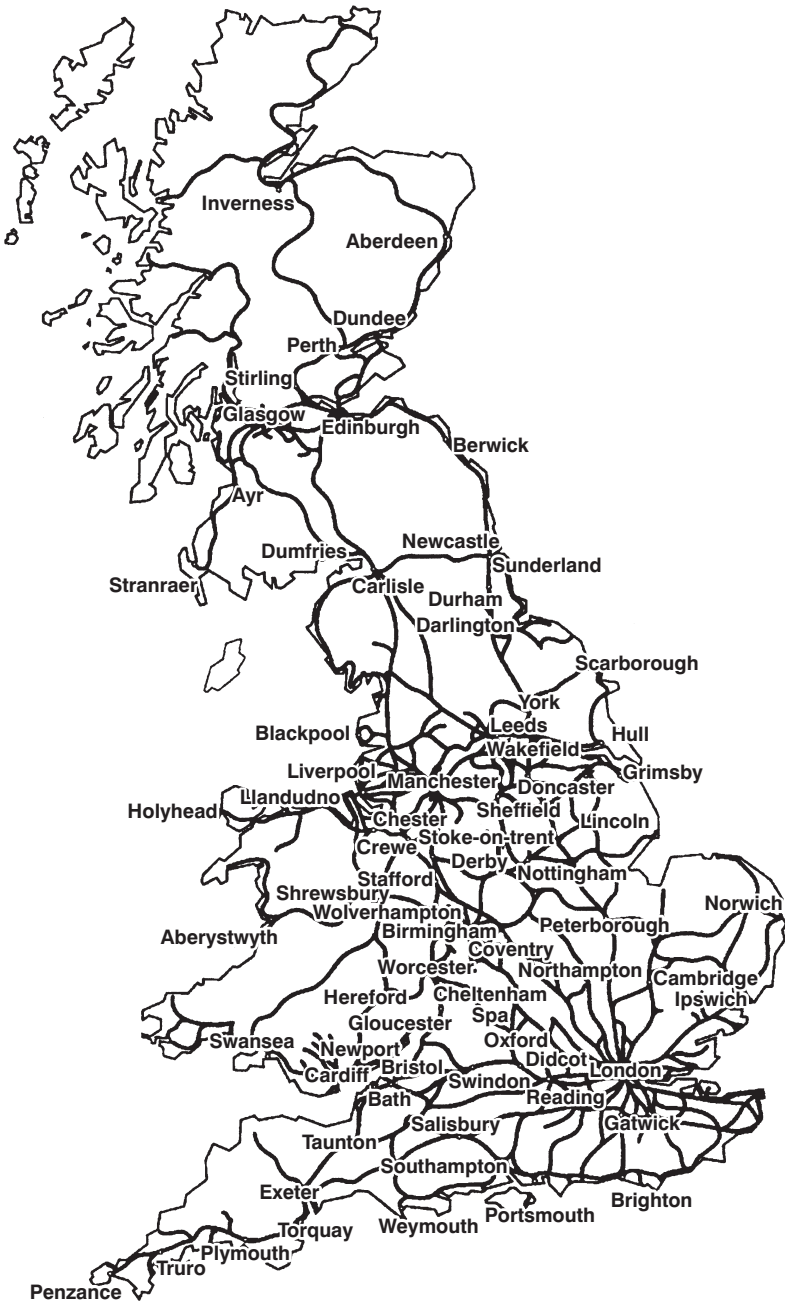 Inverness
Aberdeen
Dundee
Perth
Stirling
Glasgow
Edinburgh
Berwick
Ayr
Newcastle
Dumfries
Sunderland
Stranraer
Carlisle
Durham
Darlington
Scarborough
York
Leeds
Blackpool
Hull
Wakefield
Liverpool
Grimsby
Manchester
Doncaster
Llandudno
Holyhead
Sheffield
Chester
Lincoln
Stoke-on-trent
Crewe
Derby
Nottingham
Stafford
Shrewsbury
Norwich
Wolverhampton
Peterborough
Birmingham
Aberystwyth
Coventry
Worcester
Northampton
Cambridge
Hereford
Cheltenham
Spa
Ipswich
Gloucester
Swansea
Oxford
Newport
Didcot
Bristol
London
Cardiff
Swindon
Bath
Reading
Salisbury
Gatwick
Taunton
Southampton
Exeter
Brighton
Portsmouth
Weymouth
Torquay
Plymouth
Truro
Penzance